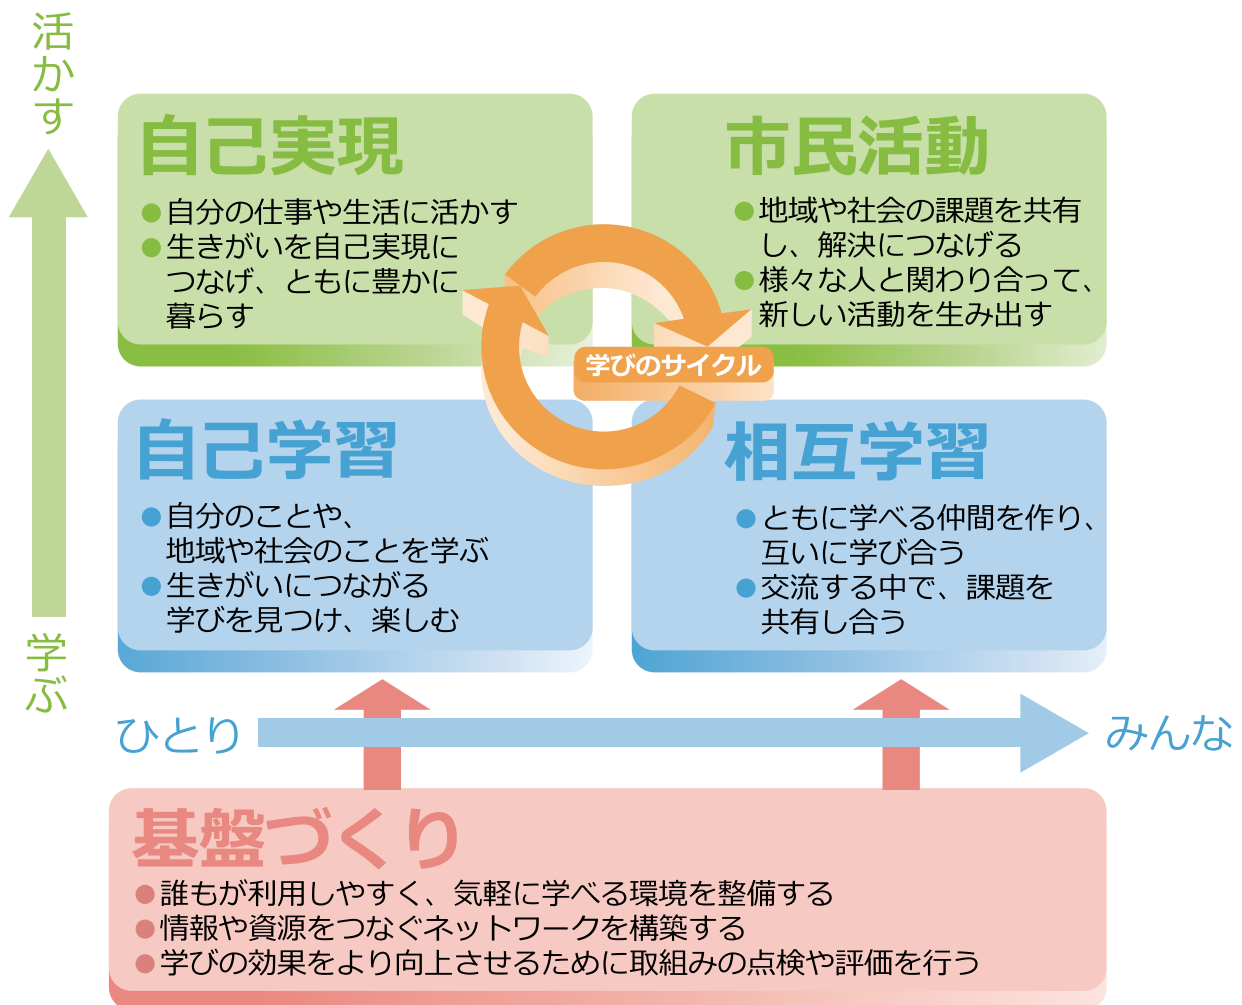 活かす
自己実現
●自分の仕事や生活に活かす
●生きがいを自己実現に
つなげ、ともに豊かに
暮らす
市民活動
●地域や社会の課題を共有
し、解決につなげる
●様々な人と関わり合って、
新しい活動を生み出す
学びのサイクル
自己学習
●自分のことや、
地域や社会のことを学ぶ
●生きがいにつながる
学びを見つけ、楽しむ
相互学習
●ともに学べる仲間を作り、
互いに学び合う
●交流する中で、課題を
共有し合う
学ぶ
ひとり
みんな
基盤づくり
●誰もが利用しやすく、気軽に学べる環境を整備する
●情報や資源をつなぐネットワークを構築する
●学びの効果をより向上させるために取組みの点検や評価を行う